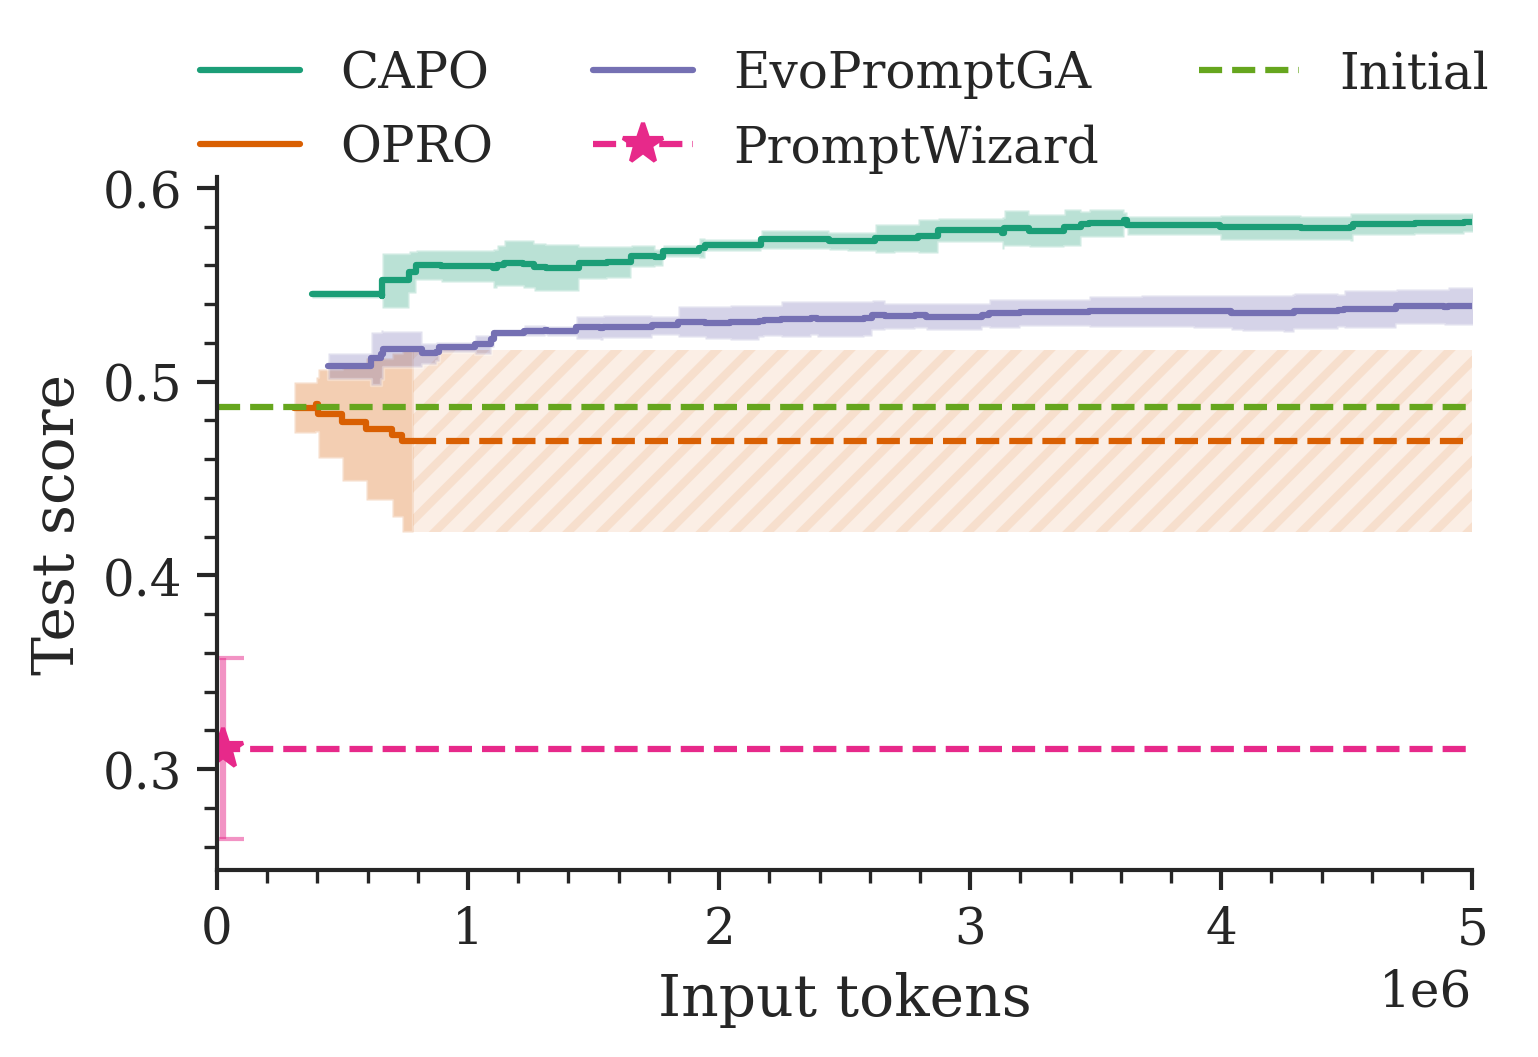 CAPO EvoPromptGA Initial
OPRO PromptWizard
0.6
0.5
0.4
0.3
Test score
0 1 2 3 4 5
1e6
Input tokens